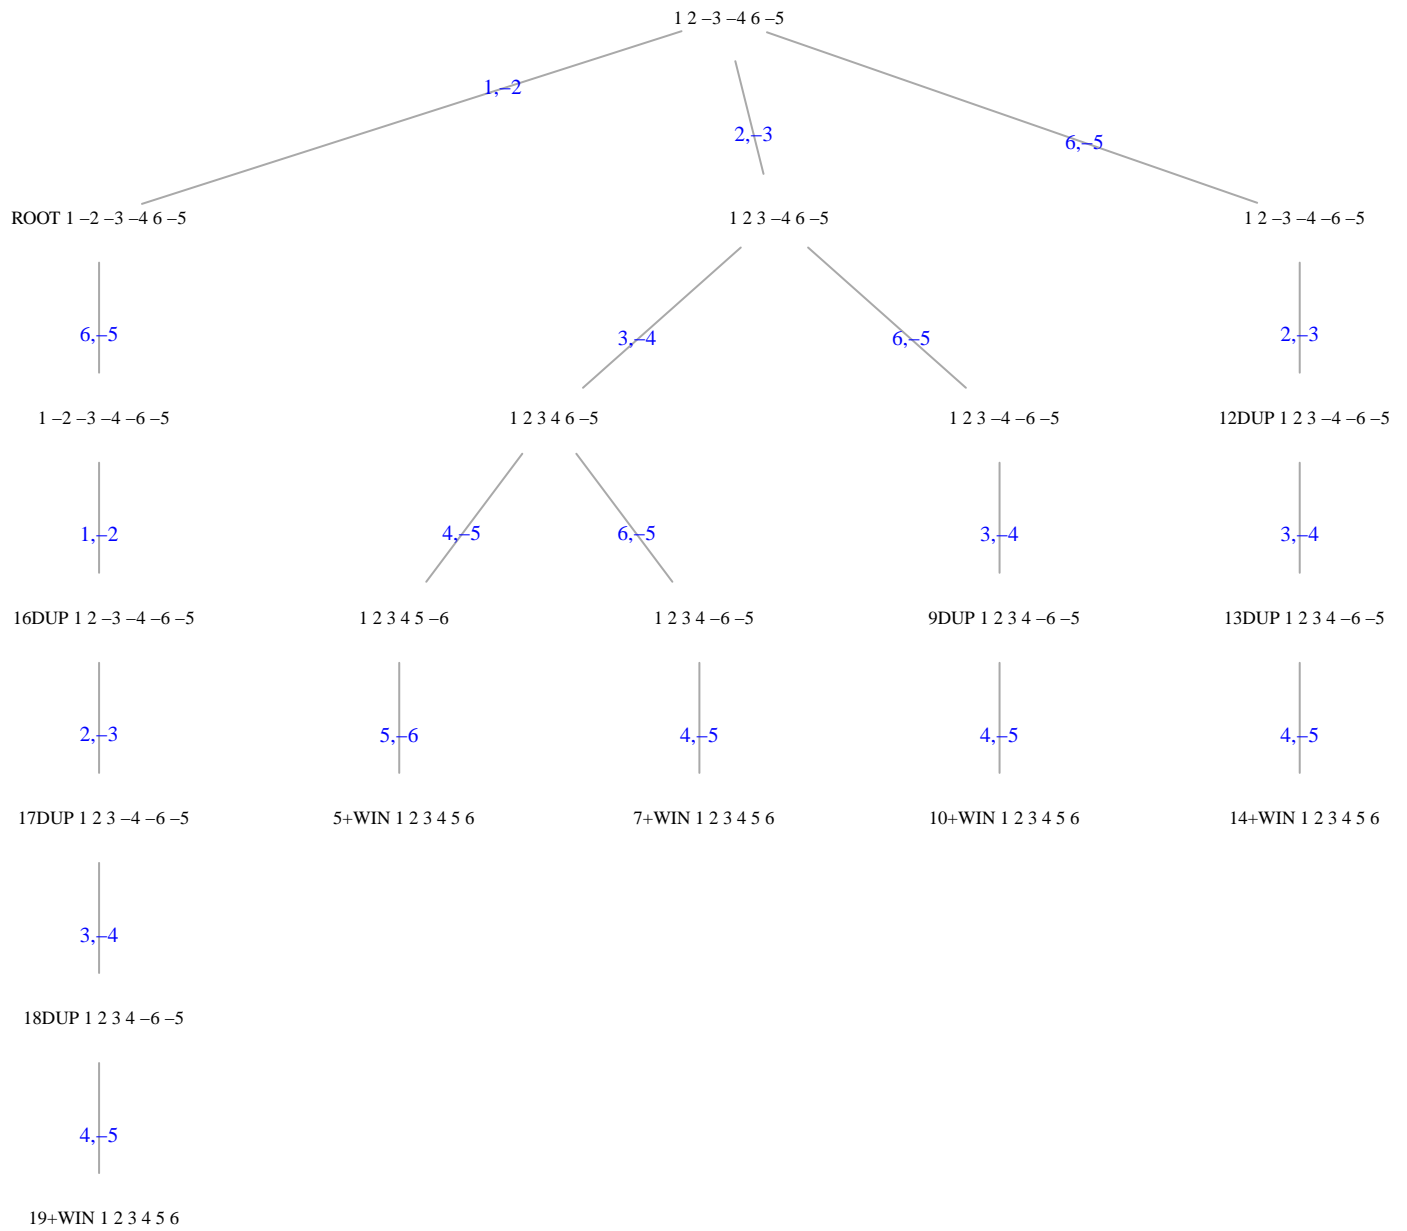 1 2 –3 –4 6 –5
1,–2
2,–3
6,–5
ROOT 1 –2 –3 –4 6 –5
1 2 3 –4 6 –5
1 2 –3 –4 –6 –5
6,–5
3,–4
6,–5
2,–3
1 –2 –3 –4 –6 –5
1 2 3 4 6 –5
1 2 3 –4 –6 –5
12DUP 1 2 3 –4 –6 –5
1,–2
4,–5
6,–5
3,–4
3,–4
16DUP 1 2 –3 –4 –6 –5
1 2 3 4 5 –6
1 2 3 4 –6 –5
9DUP 1 2 3 4 –6 –5
13DUP 1 2 3 4 –6 –5
2,–3
5,–6
4,–5
4,–5
4,–5
17DUP 1 2 3 –4 –6 –5
5+WIN 1 2 3 4 5 6
7+WIN 1 2 3 4 5 6
10+WIN 1 2 3 4 5 6
14+WIN 1 2 3 4 5 6
3,–4
18DUP 1 2 3 4 –6 –5
4,–5
19+WIN 1 2 3 4 5 6